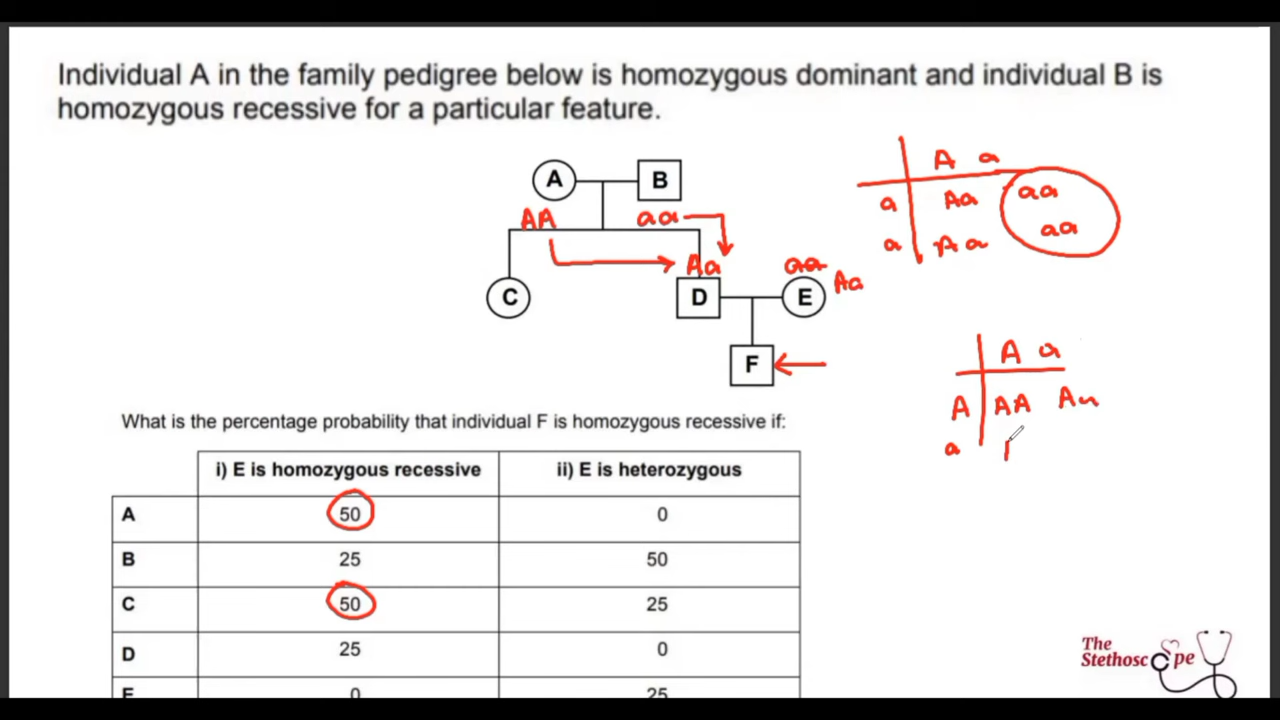 Individual A in the family pedigree below is homozygous dominant and individual B is
homozygous recessive for a particular feature.
A a
A B
a Aa aa
AA aa
a Aa aa
Aa aa
Aa
C D E
A a
F
A AA Aa
a
What is the percentage probability that individual F is homozygous recessive if:
i) E is homozygous recessive ii) E is heterozygous
A 50 0
B 25 50
C 50 25
D 25 0
E 0 25
The
Stethoscope